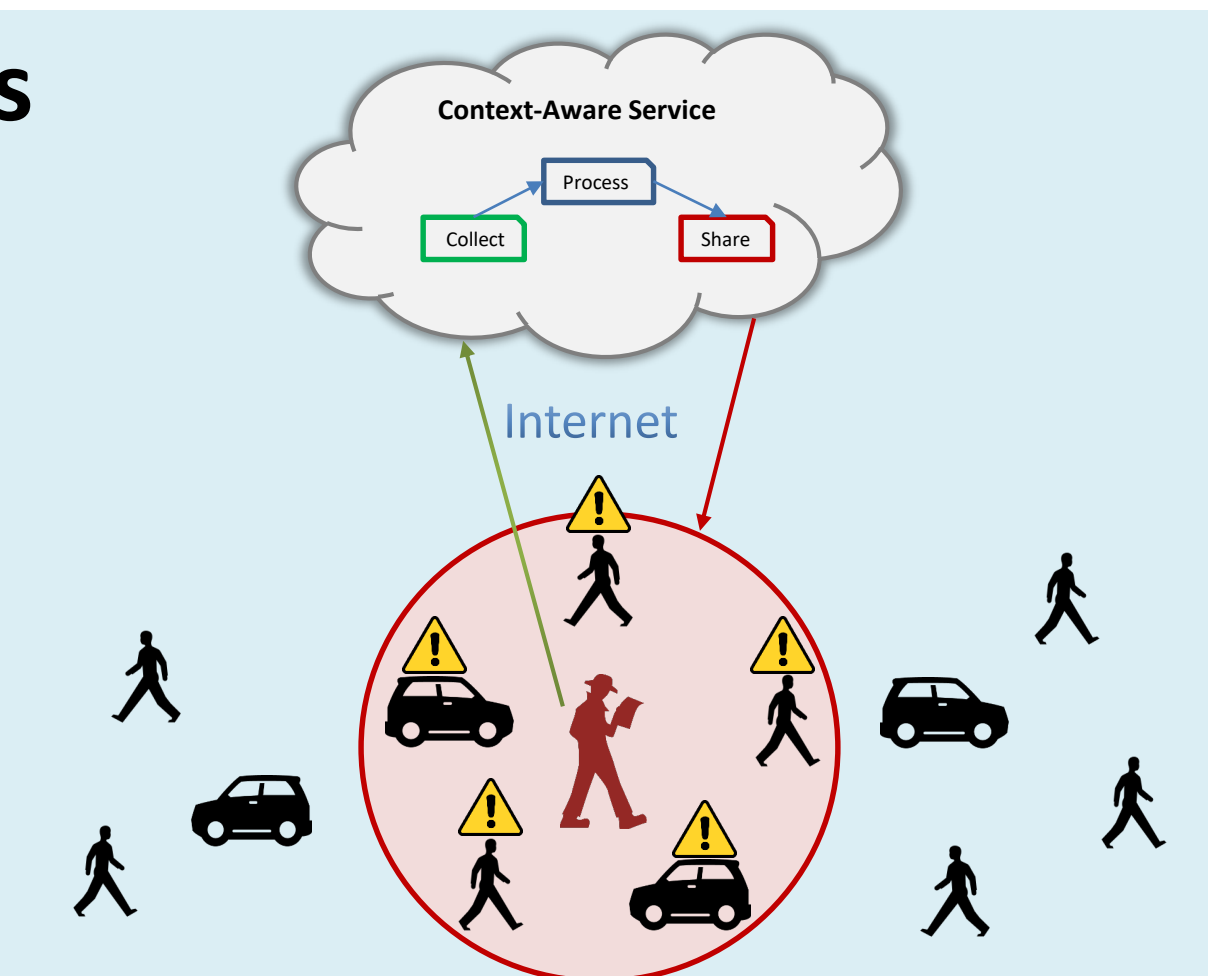 s
Context-Aware Service
Process
Collect
Share
Internet